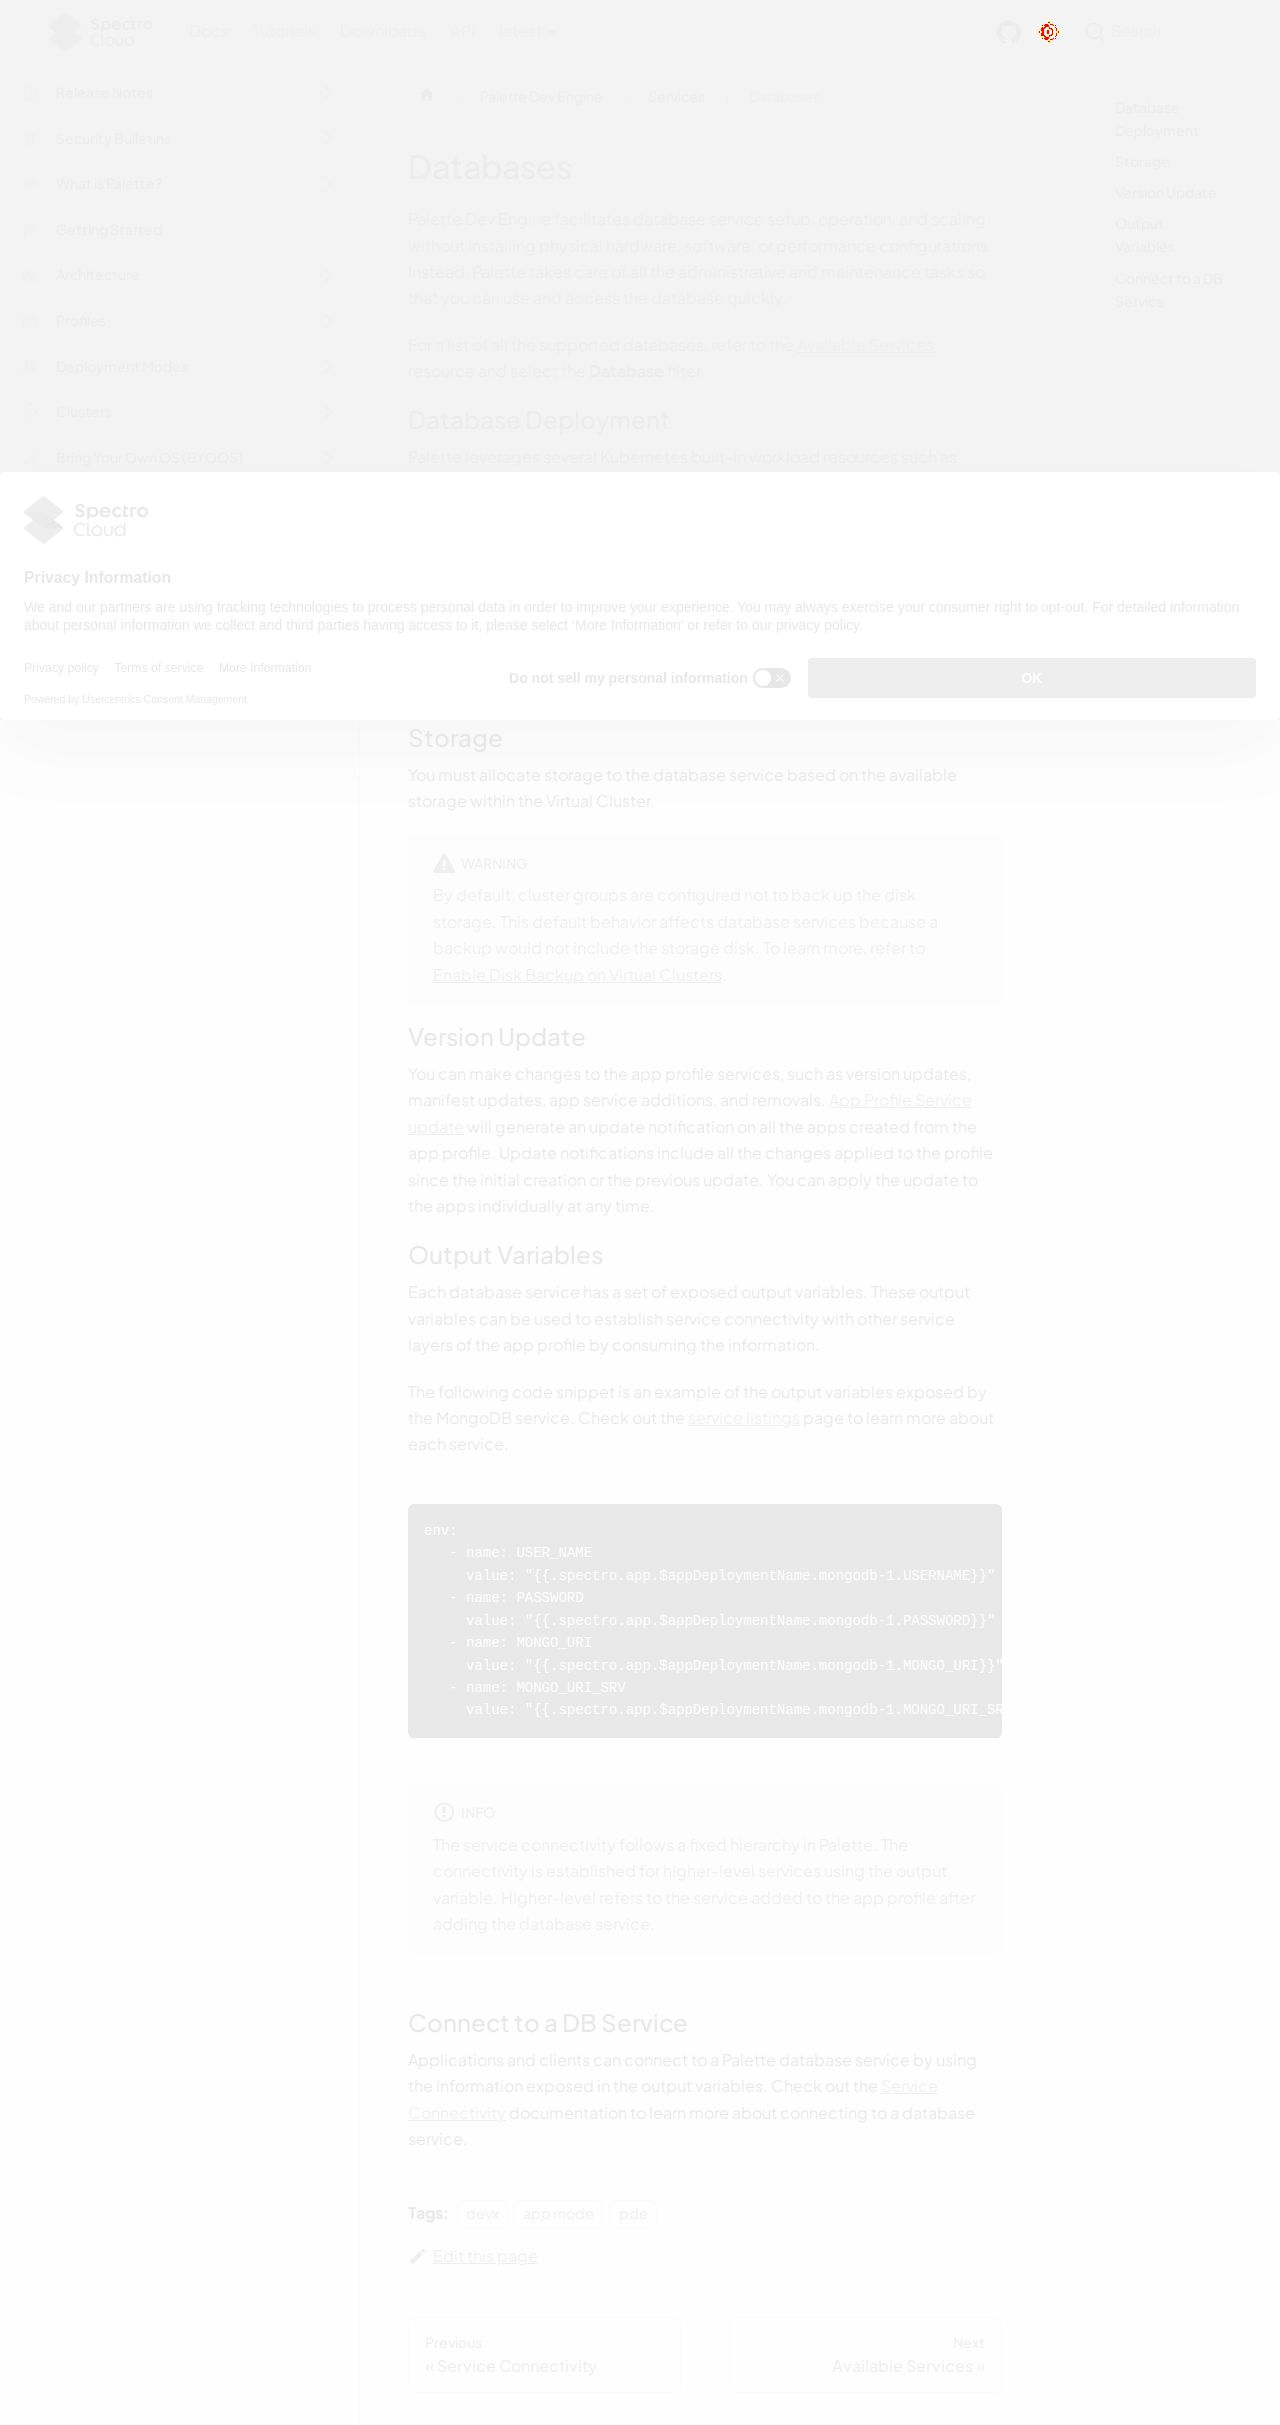 Spectro
Cloud
Docs
Tutorials
Downloads
API
latest
Search
Release Notes
Security Bulletins
What is Palette?
Getting Started
Architecture
Profiles
Deployment Modes
Clusters
Bring Your Own OS (BYOOS)
Palette Dev Engine
Services
Databases
Databases
Palette Dev Engine facilitates database service setup, operation, and scaling
without installing physical hardware, software, or performance configurations.
Instead, Palette takes care of all the administrative and maintenance tasks so
that you can use and access the database quickly.
For a list of all the supported databases, refer to the Available Services
resource and select the Database filter.
Database Deployment
Palette leverages several Kubernetes built-in workload resources such as
Database
Deployment
Storage
Version Update
Output
Variables
Connect to a DB
Service
Spectro
Cloud
Privacy Information
We and our partners are using tracking technologies to process personal data in order to improve your experience. You may always exercise your consumer right to opt-out. For detailed information
about personal information we collect and third parties having access to it, please select ‘More Information’ or refer to our privacy policy.
Privacy policy
Terms of service
More Information
Powered by Usercentrics Consent Management
Do not sell my personal information
OK
Storage
You must allocate storage to the database service based on the available
storage within the Virtual Cluster.
WARNING
By default, cluster groups are configured not to back up the disk
storage. This default behavior affects database services because a
backup would not include the storage disk. To learn more, refer to
Enable Disk Backup on Virtual Clusters.
Version Update
You can make changes to the app profile services, such as version updates,
manifest updates, app service additions, and removals. App Profile Service
update will generate an update notification on all the apps created from the
app profile. Update notifications include all the changes applied to the profile
since the initial creation or the previous update. You can apply the update to
the apps individually at any time.
Output Variables
Each database service has a set of exposed output variables. These output
variables can be used to establish service connectivity with other service
layers of the app profile by consuming the information.
The following code snippet is an example of the output variables exposed by
the MongoDB service. Check out the service listings page to learn more about
each service.
env:
- name: USER_NAME
value: "{{.spectro.app.$appDeploymentName.mongodb-1.USERNAME}}"
- name: PASSWORD
value: "{{.spectro.app.$appDeploymentName.mongodb-1.PASSWORD}}"
- name: MONGO_URI
value: "{{.spectro.app.$appDeploymentName.mongodb-1.MONGO_URI}}"
- name: MONGO_URI_SRV
value: "{{.spectro.app.$appDeploymentName.mongodb-1.MONGO_URI_SR
INFO
The service connectivity follows a fixed hierarchy in Palette. The
connectivity is established for higher-level services using the output
variable. Higher-level refers to the service added to the app profile after
adding the database service.
Connect to a DB Service
Applications and clients can connect to a Palette database service by using
the information exposed in the output variables. Check out the Service
Connectivity documentation to learn more about connecting to a database
service.
Tags: devx app mode pde
Edit this page
Previous
« Service Connectivity
Next
Available Services »